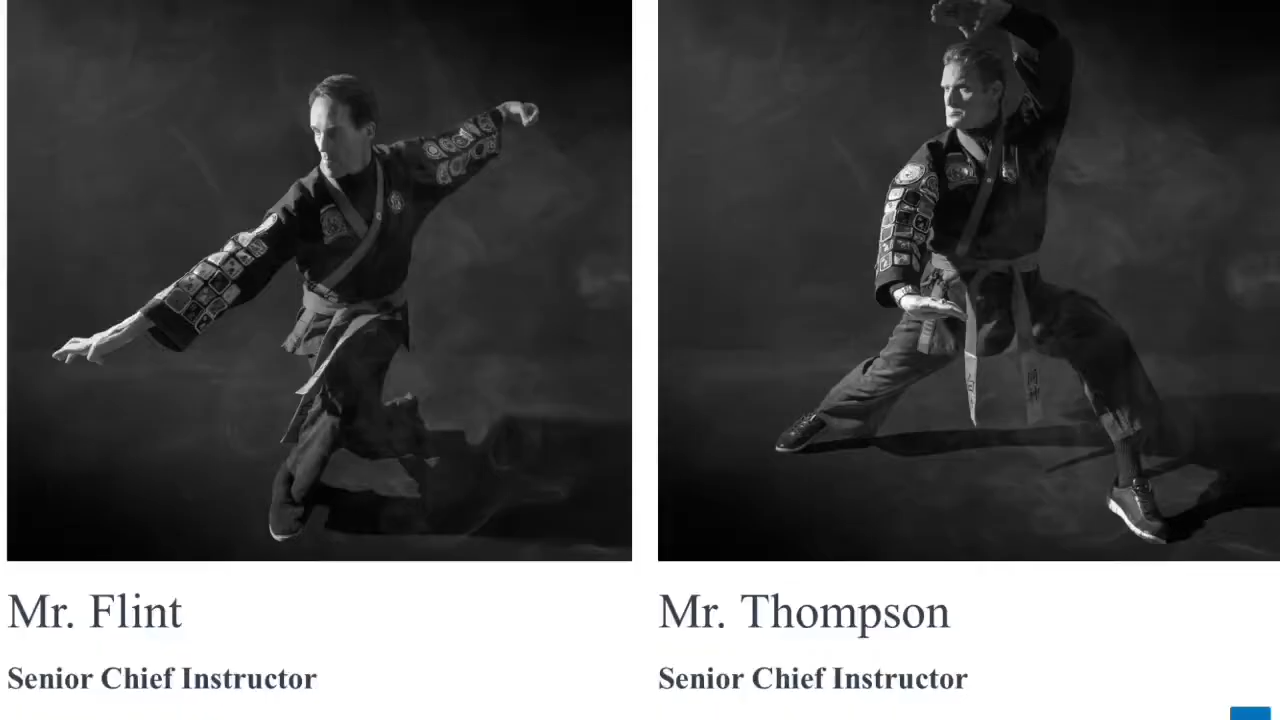 Mr. Flint
Senior Chief Instructor
Mr. Thompson
Senior Chief Instructor